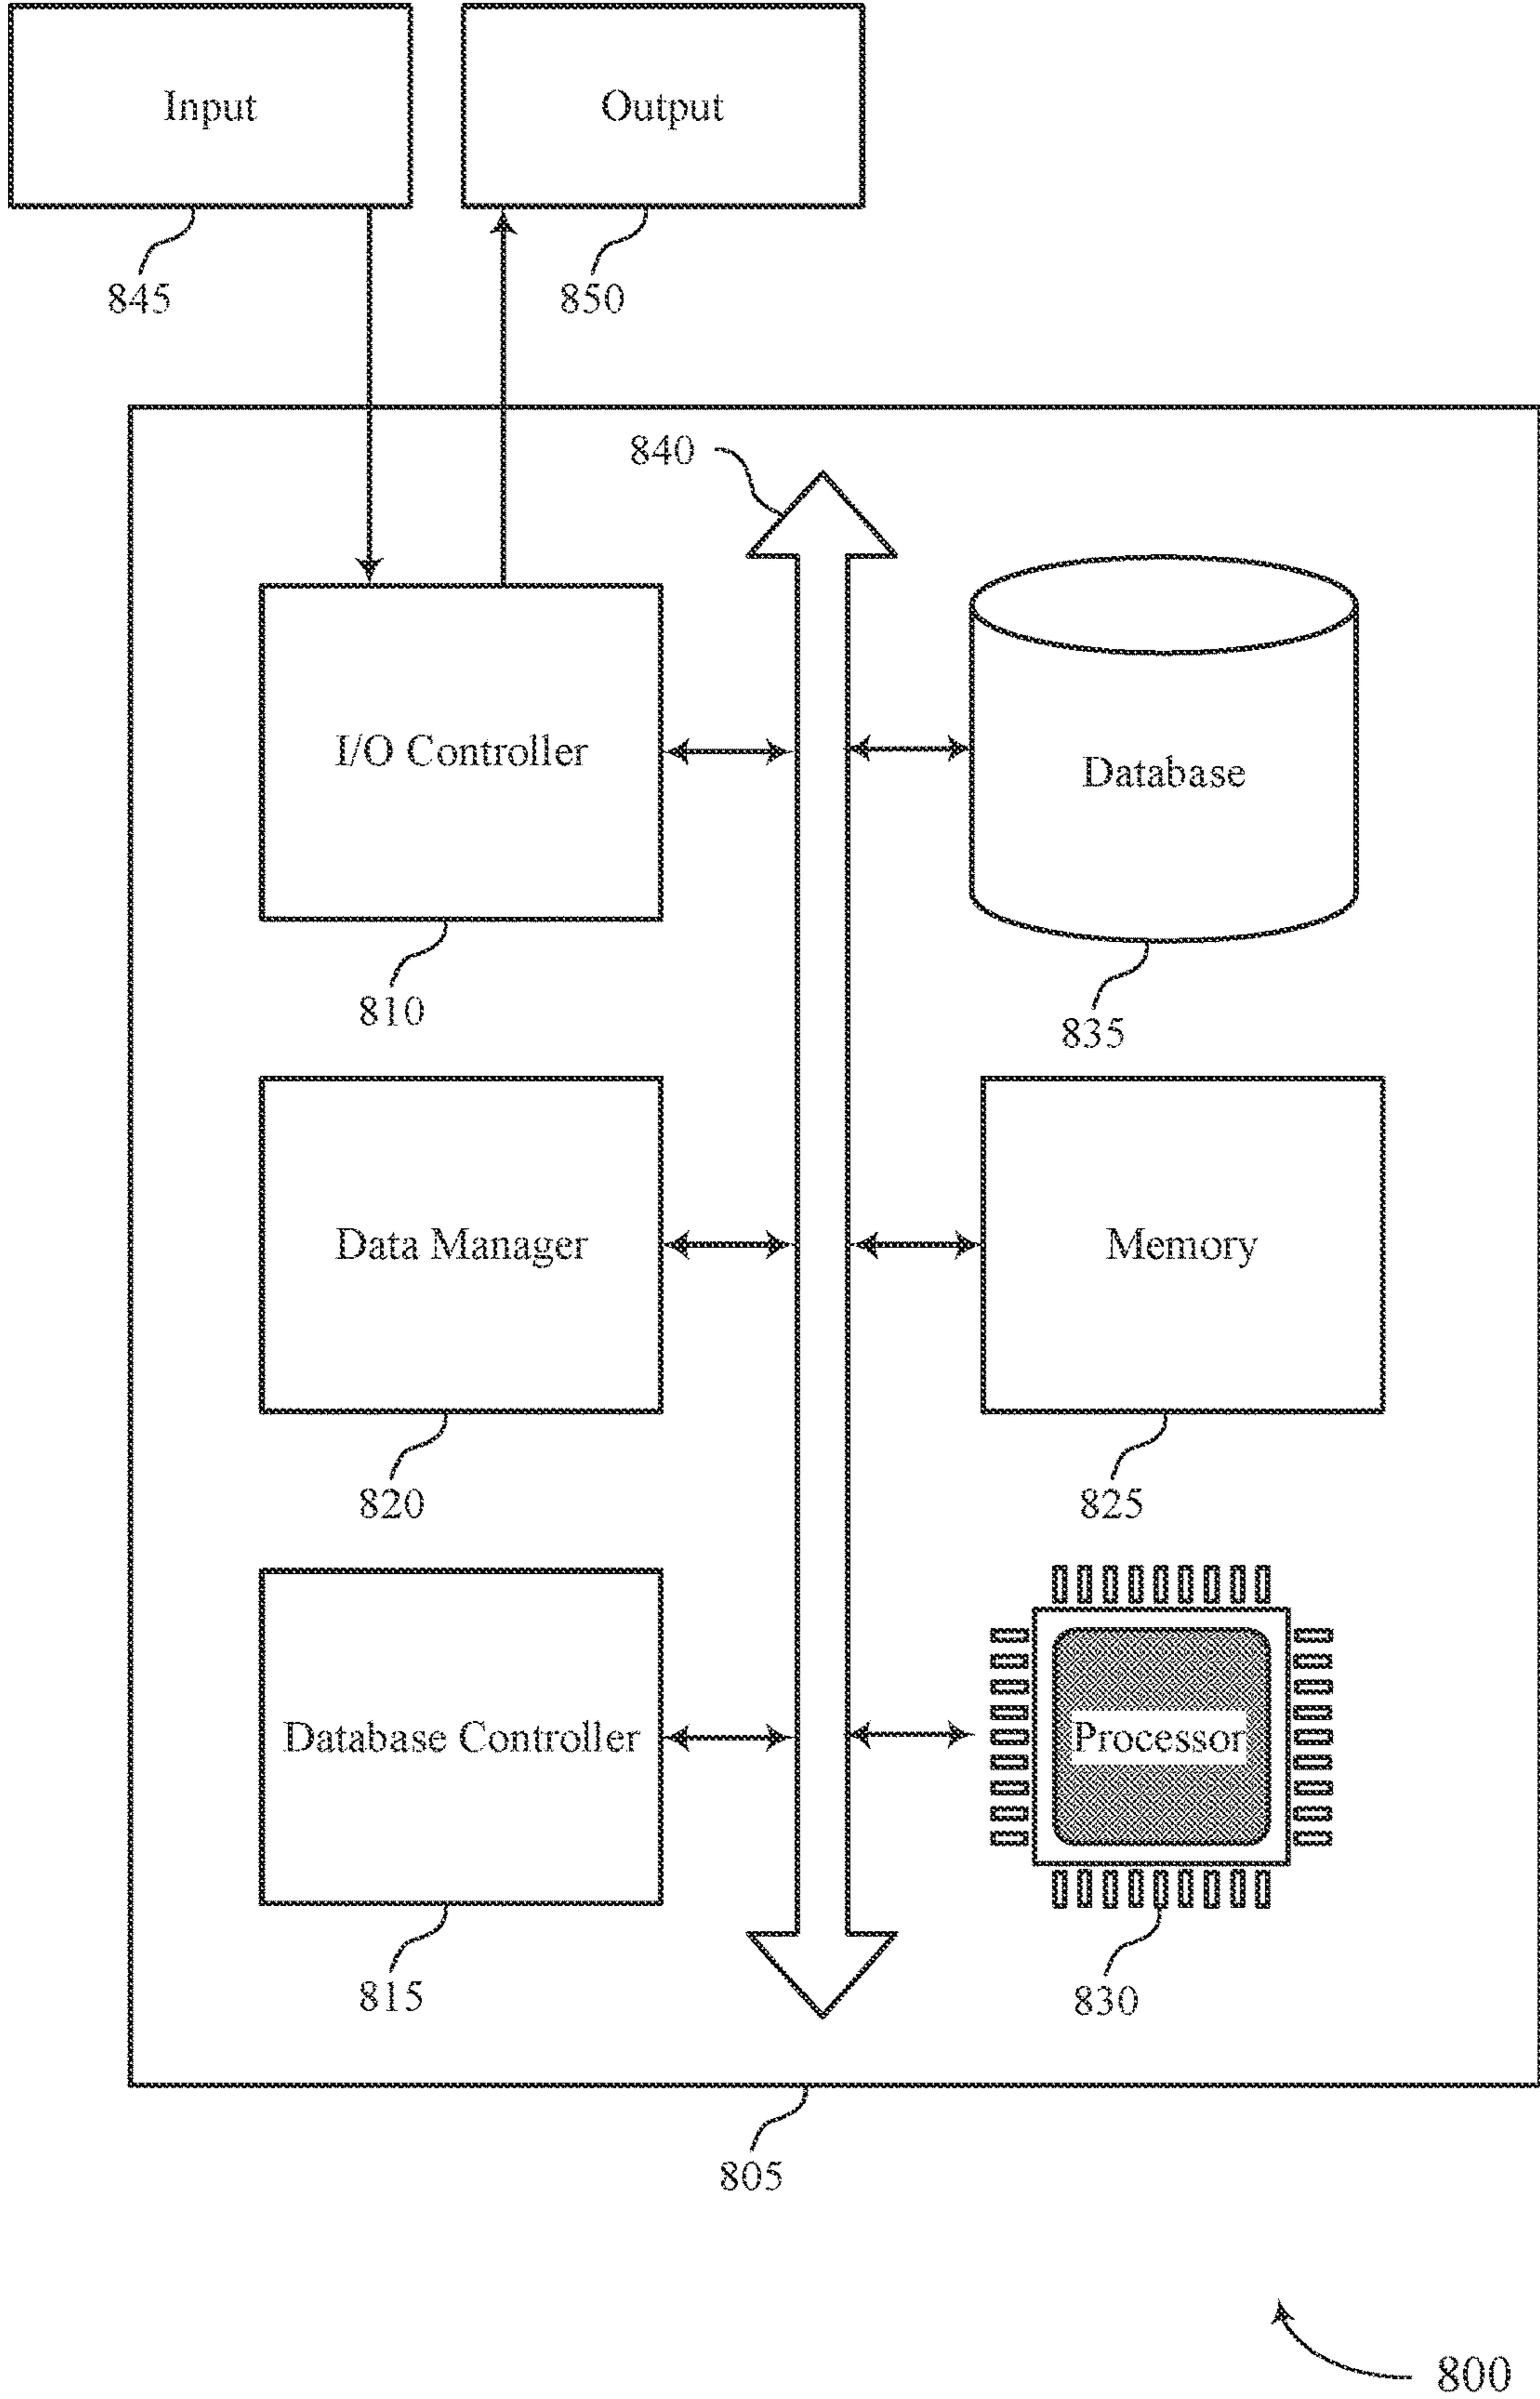 Input
Output
845
850
840
I/O Controller
Database
810
835
Data Manager
Memory
820
825
Database Controller
Processor
815
830
805
800